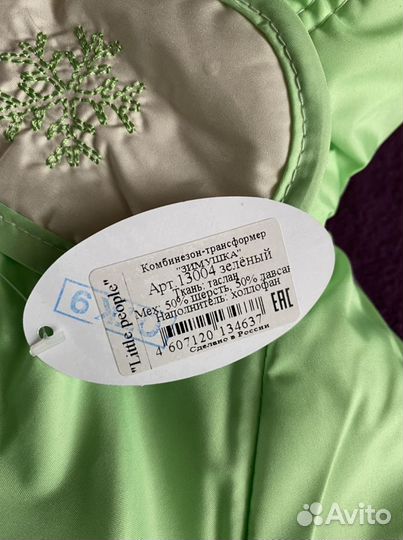 Комбинезон-трансформер
"ЗИМУШКА"
Арт.13004 зелёный
Ткань: таслан
Мех: 50% шерсть, 50% лавсан
Наполнитель: холлофан
4 607120 134637
Сделано в России
EAC
"Little people"
Avito